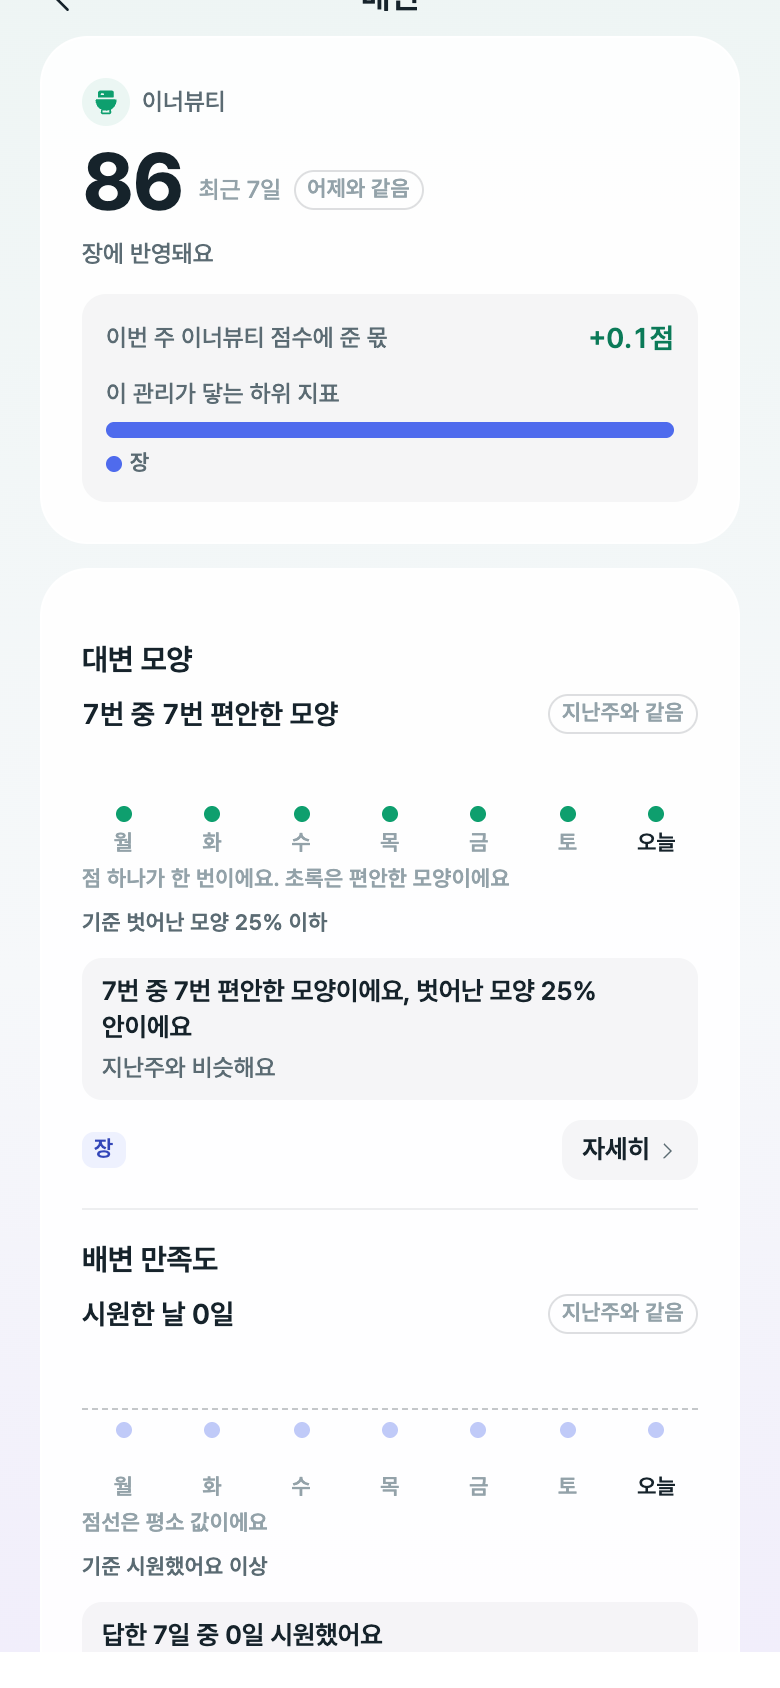 배변
이너뷰티
86 최근 7일 어제와 같음
장에 반영돼요
이번 주 이너뷰티 점수에 준 몫 +0.1점
이 관리가 닿는 하위 지표
장
대변 모양
7번 중 7번 편안한 모양 지난주와 같음
월 화 수 목 금 토 오늘
점 하나가 한 번이에요. 초록은 편안한 모양이에요
기준 벗어난 모양 25% 이하
7번 중 7번 편안한 모양이에요, 벗어난 모양 25%
안이에요
지난주와 비슷해요
장 자세히
배변 만족도
시원한 날 0일 지난주와 같음
월 화 수 목 금 토 오늘
점선은 평소 값이에요
기준 시원했어요 이상
답한 7일 중 0일 시원했어요